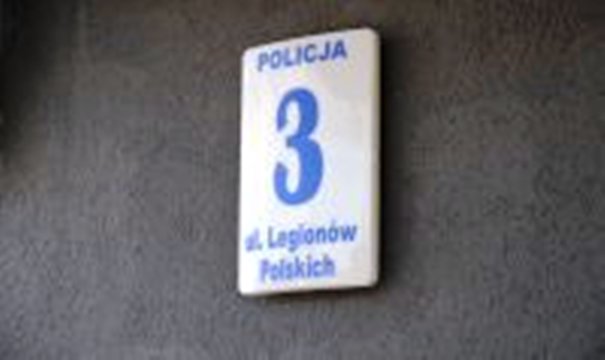 POLICJA
3
ul. Legionów
Polskich